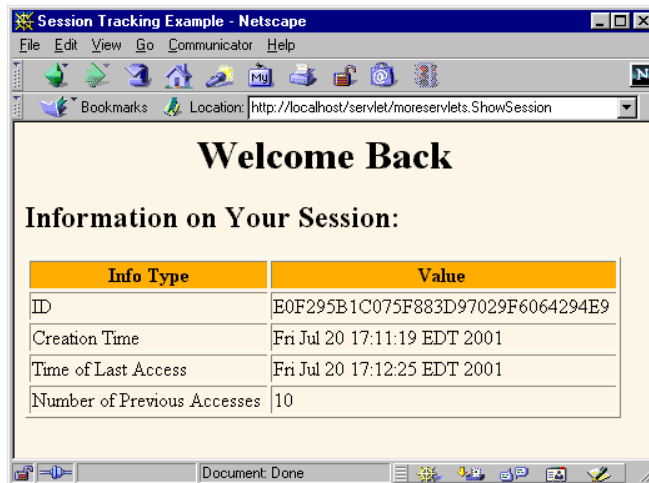 Session Tracking Example - Netscape
File Edit View Go Communicator Help
My
N
Bookmarks Location: http://localhost/servlet/moreservlets.ShowSession
Welcome Back
Information on Your Session:
Info Type Value
ID E0F295B1C075F883D97029F6064294E9
Creation Time Fri Jul 20 17:11:19 EDT 2001
Time of Last Access Fri Jul 20 17:12:25 EDT 2001
Number of Previous Accesses 10
Document: Done